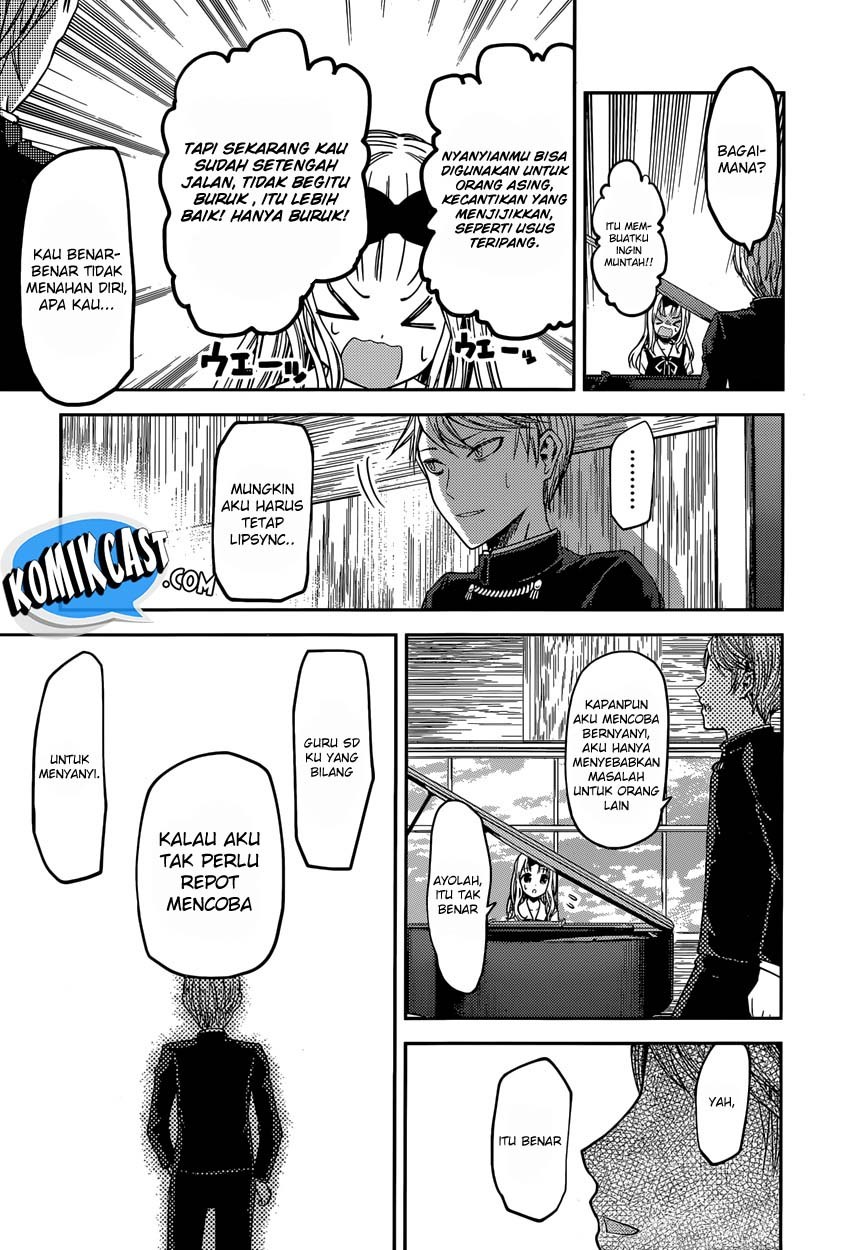 BAGAI-
MANA?
ITU MEM-
BUATKU
INGIN
MUNTAH!!
NYANYIANMU BISA
DIGUNAKAN UNTUK
ORANG ASING,
KECANTIKAN YANG
MENJIJIKKAN,
SEPERTI USUS
TERIPANG.
TAPI SEKARANG KAU
SUDAH SETENGAH
JALAN, TIDAK BEGITU
BURUK , ITU LEBIH
BAIK! HANYA BURUK!
ウエーッ
ウエーッ
KAU BENAR-
BENAR TIDAK
MENAHAN DIRI,
APA KAU...
........
MUNGKIN
AKU HARUS
TETAP
LIPSYNC..
KOMIKCAST
.COM
KAPANPUN
AKU MENCOBA
BERNYANYI,
AKU HANYA
MENYEBABKAN
MASALAH
UNTUK ORANG
LAIN
AYOLAH,
ITU TAK
BENAR
YAH,
ITU BENAR
GURU SD
KU YANG
BILANG
KALAU AKU
TAK PERLU
REPOT
MENCOBA
UNTUK
MENYANYI.